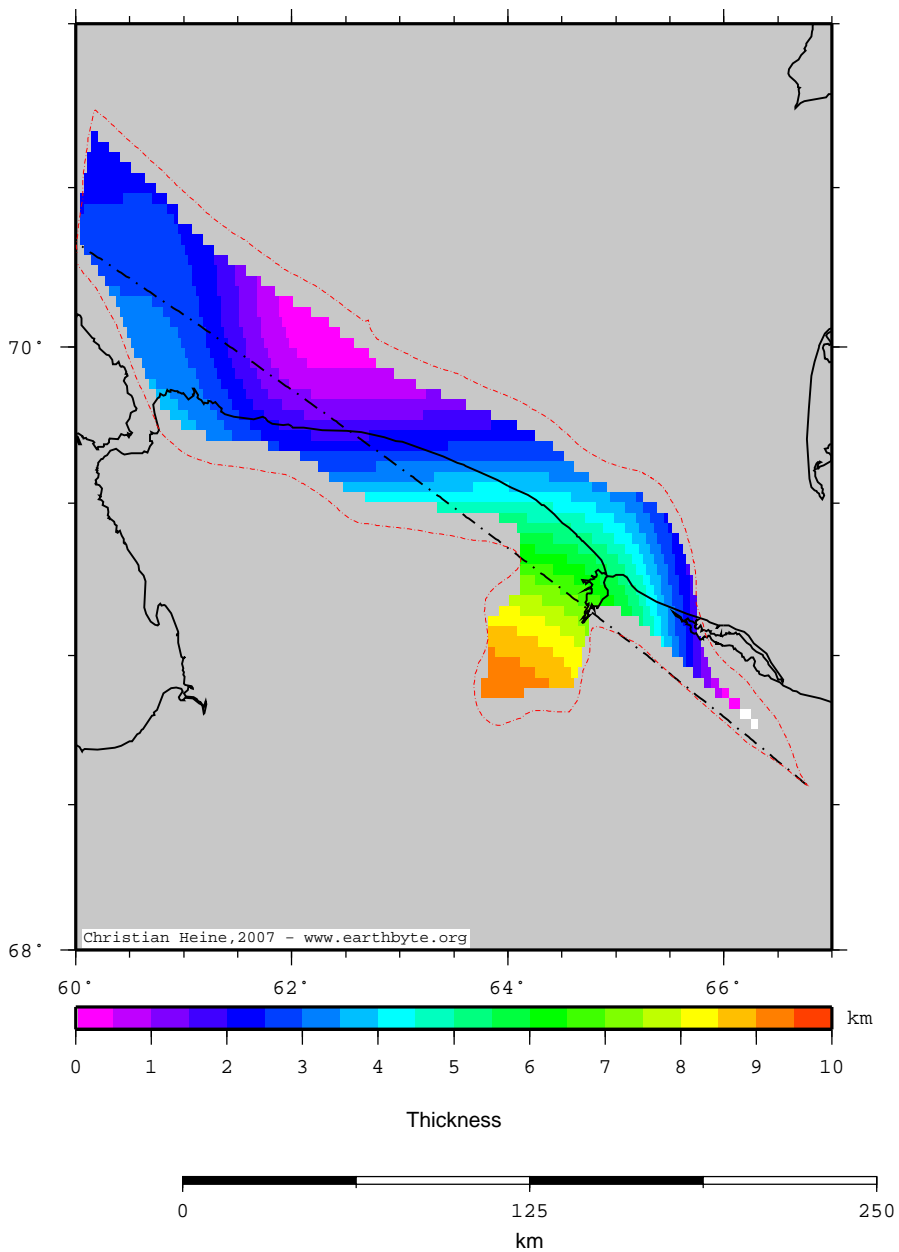 70°
Christian Heine,2007 - www.earthbyte.org
68°
60° 62° 64° 66°
km
0 1 2 3 4 5 6 7 8 9 10
Thickness
0 125 250
km